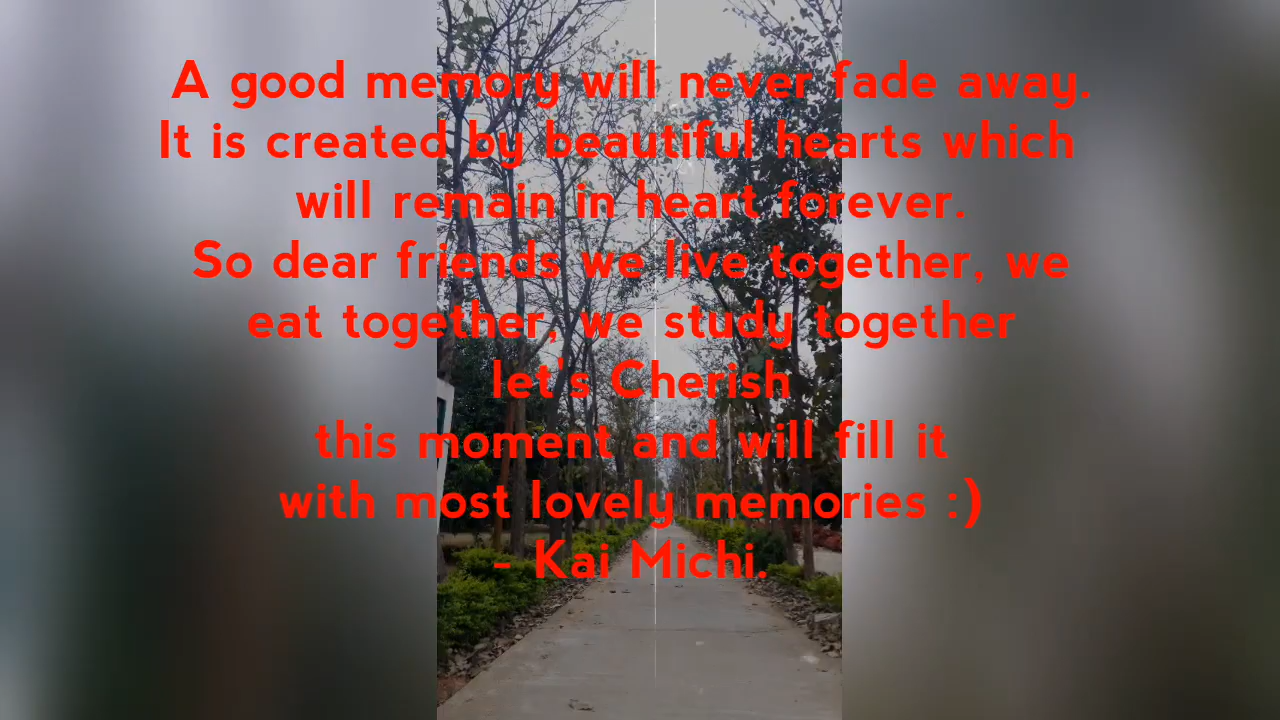 A good memory will never fade away.
It is created by beautiful hearts which
will remain in heart forever.
So dear friends we live together, we
eat together, we study together
let's Cherish
this moment and will fill it
with most lovely memories :)
- Kai Michi.